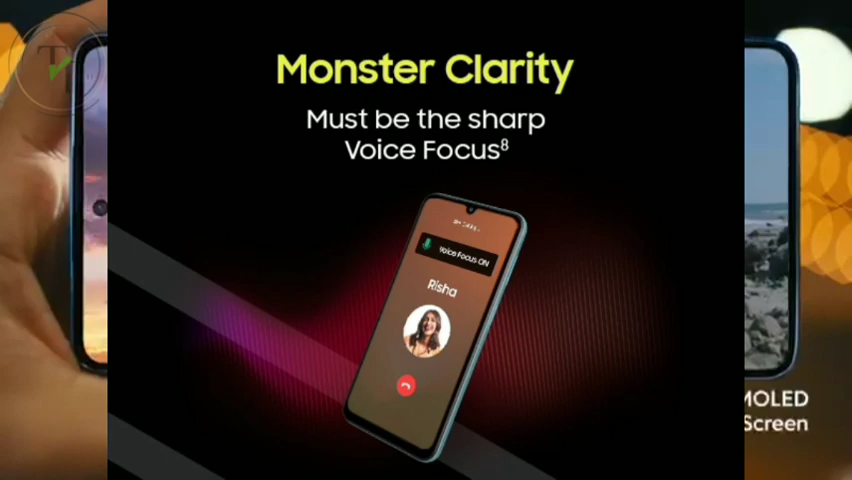 Monster Clarity
Must be the sharp
Voice Focus⁸
Voice Focus ON
Risha
MOLED
Screen